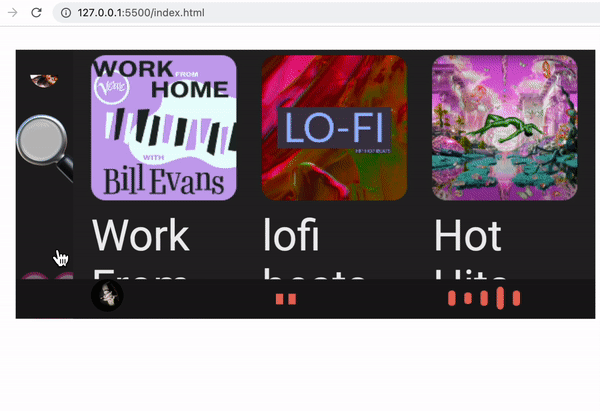 127.0.0.1:5500/index.html
WORK FROM
HOME
Verve
WITH
Bill Evans
LO-FI
Work
From
lofi
beats
Hot
Hits